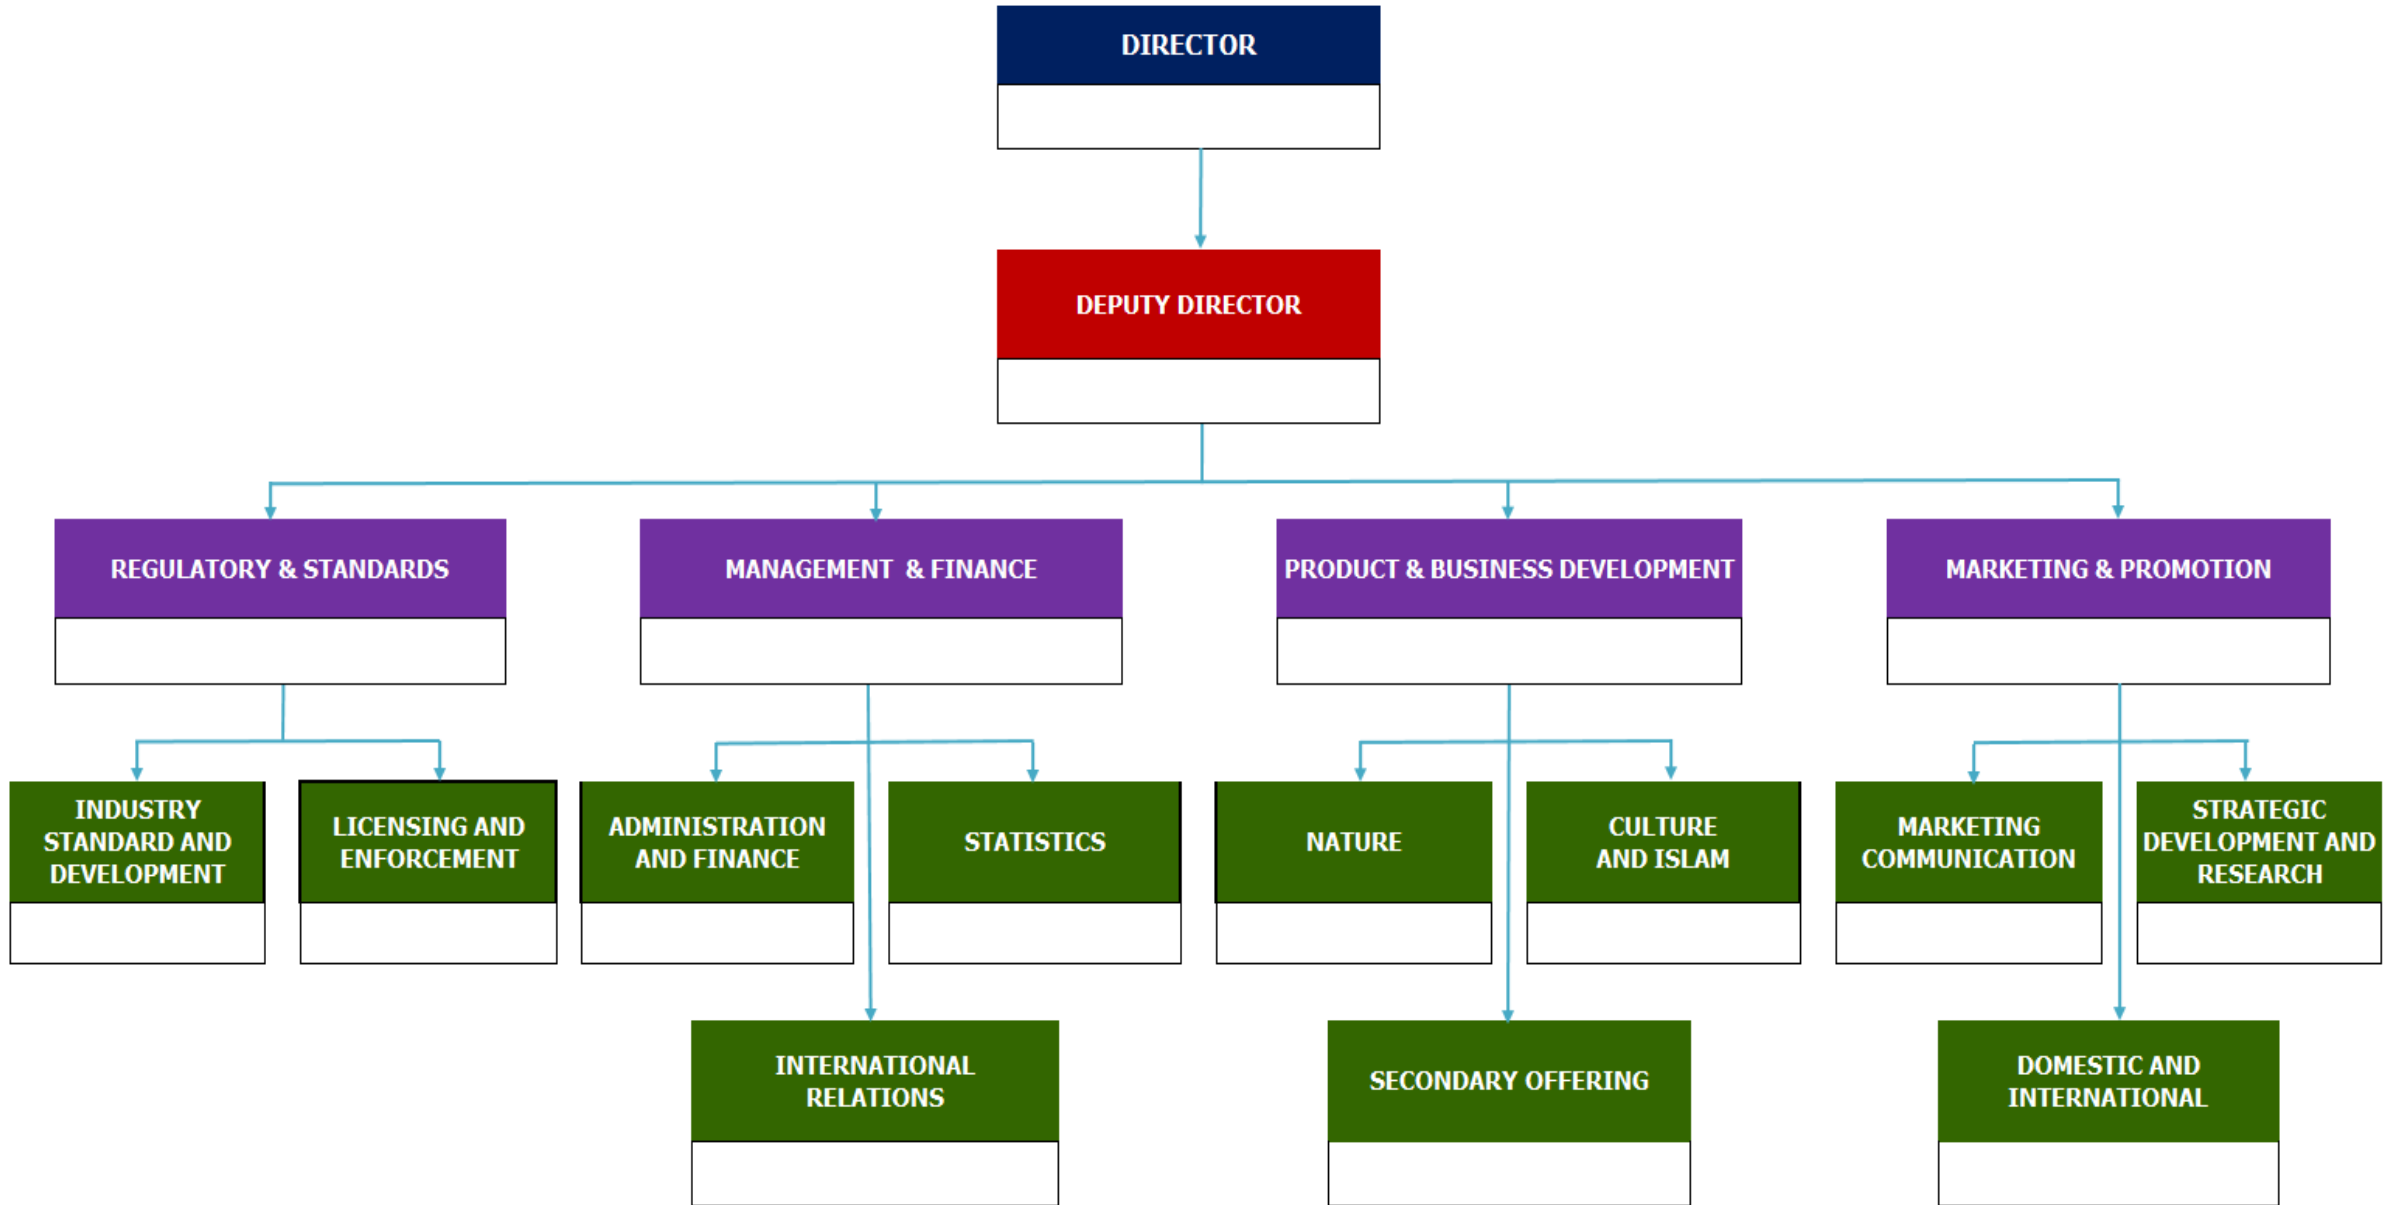 DIRECTOR
DEPUTY DIRECTOR
REGULATORY & STANDARDS
MANAGEMENT & FINANCE
PRODUCT & BUSINESS DEVELOPMENT
MARKETING & PROMOTION
INDUSTRY
STANDARD AND
DEVELOPMENT
LICENSING AND
ENFORCEMENT
ADMINISTRATION
AND FINANCE
STATISTICS
NATURE
CULTURE
AND ISLAM
MARKETING
COMMUNICATION
STRATEGIC
DEVELOPMENT AND
RESEARCH
INTERNATIONAL
RELATIONS
SECONDARY OFFERING
DOMESTIC AND
INTERNATIONAL